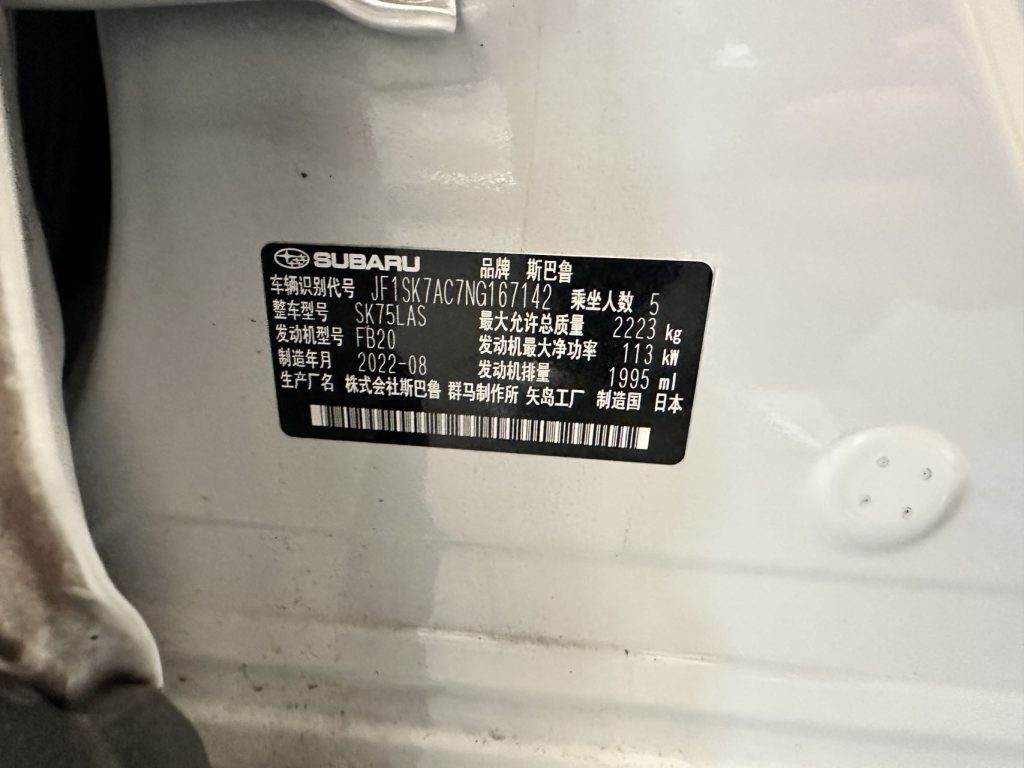 SUBARU 品牌 斯巴鲁
车辆识别代号 JF1SK7AC7NG167142 乘坐人数 5
整车型号 SK75LAS 最大允许总质量 2223 kg
发动机型号 FB20 发动机最大净功率 113 kW
制造年月 2022-08 发动机排量 1995 ml
生产厂名 株式会社斯巴鲁 群马制作所 矢岛工厂 制造国 日本